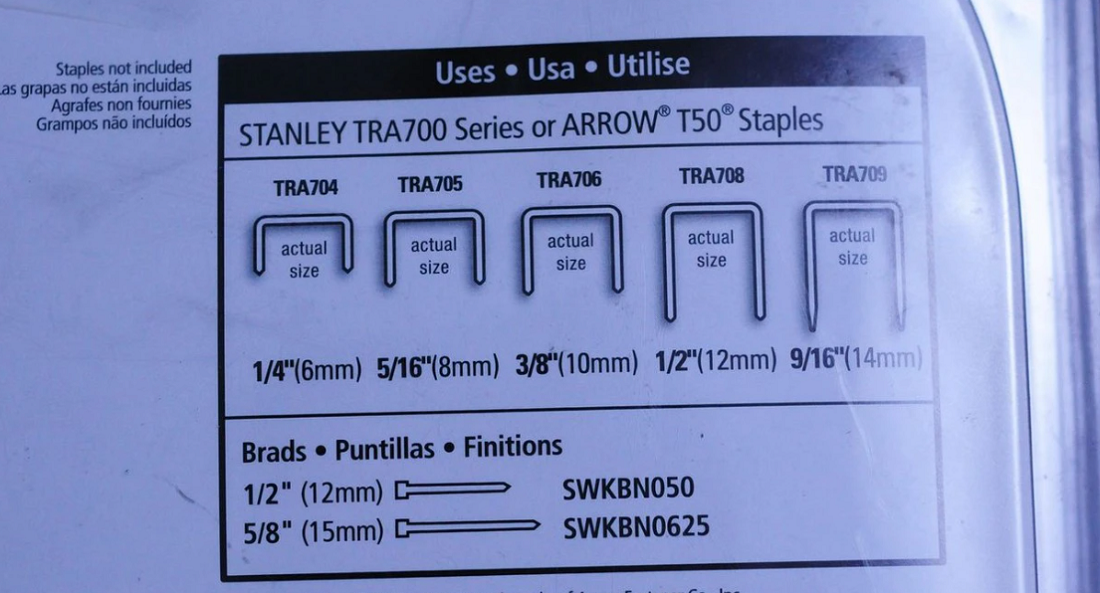 Staples not included
as grapas no están incluidas
Agrafes non fournies
Grampos não incluídos
Uses • Usa • Utilise
STANLEY TRA700 Series or ARROW® T50® Staples
TRA704 TRA705 TRA706 TRA708 TRA709
actual size actual size actual size actual size actual size
1/4"(6mm) 5/16"(8mm) 3/8"(10mm) 1/2"(12mm) 9/16"(14mm)
Brads • Puntillas • Finitions
1/2" (12mm) SWKBN050
5/8" (15mm) SWKBN0625